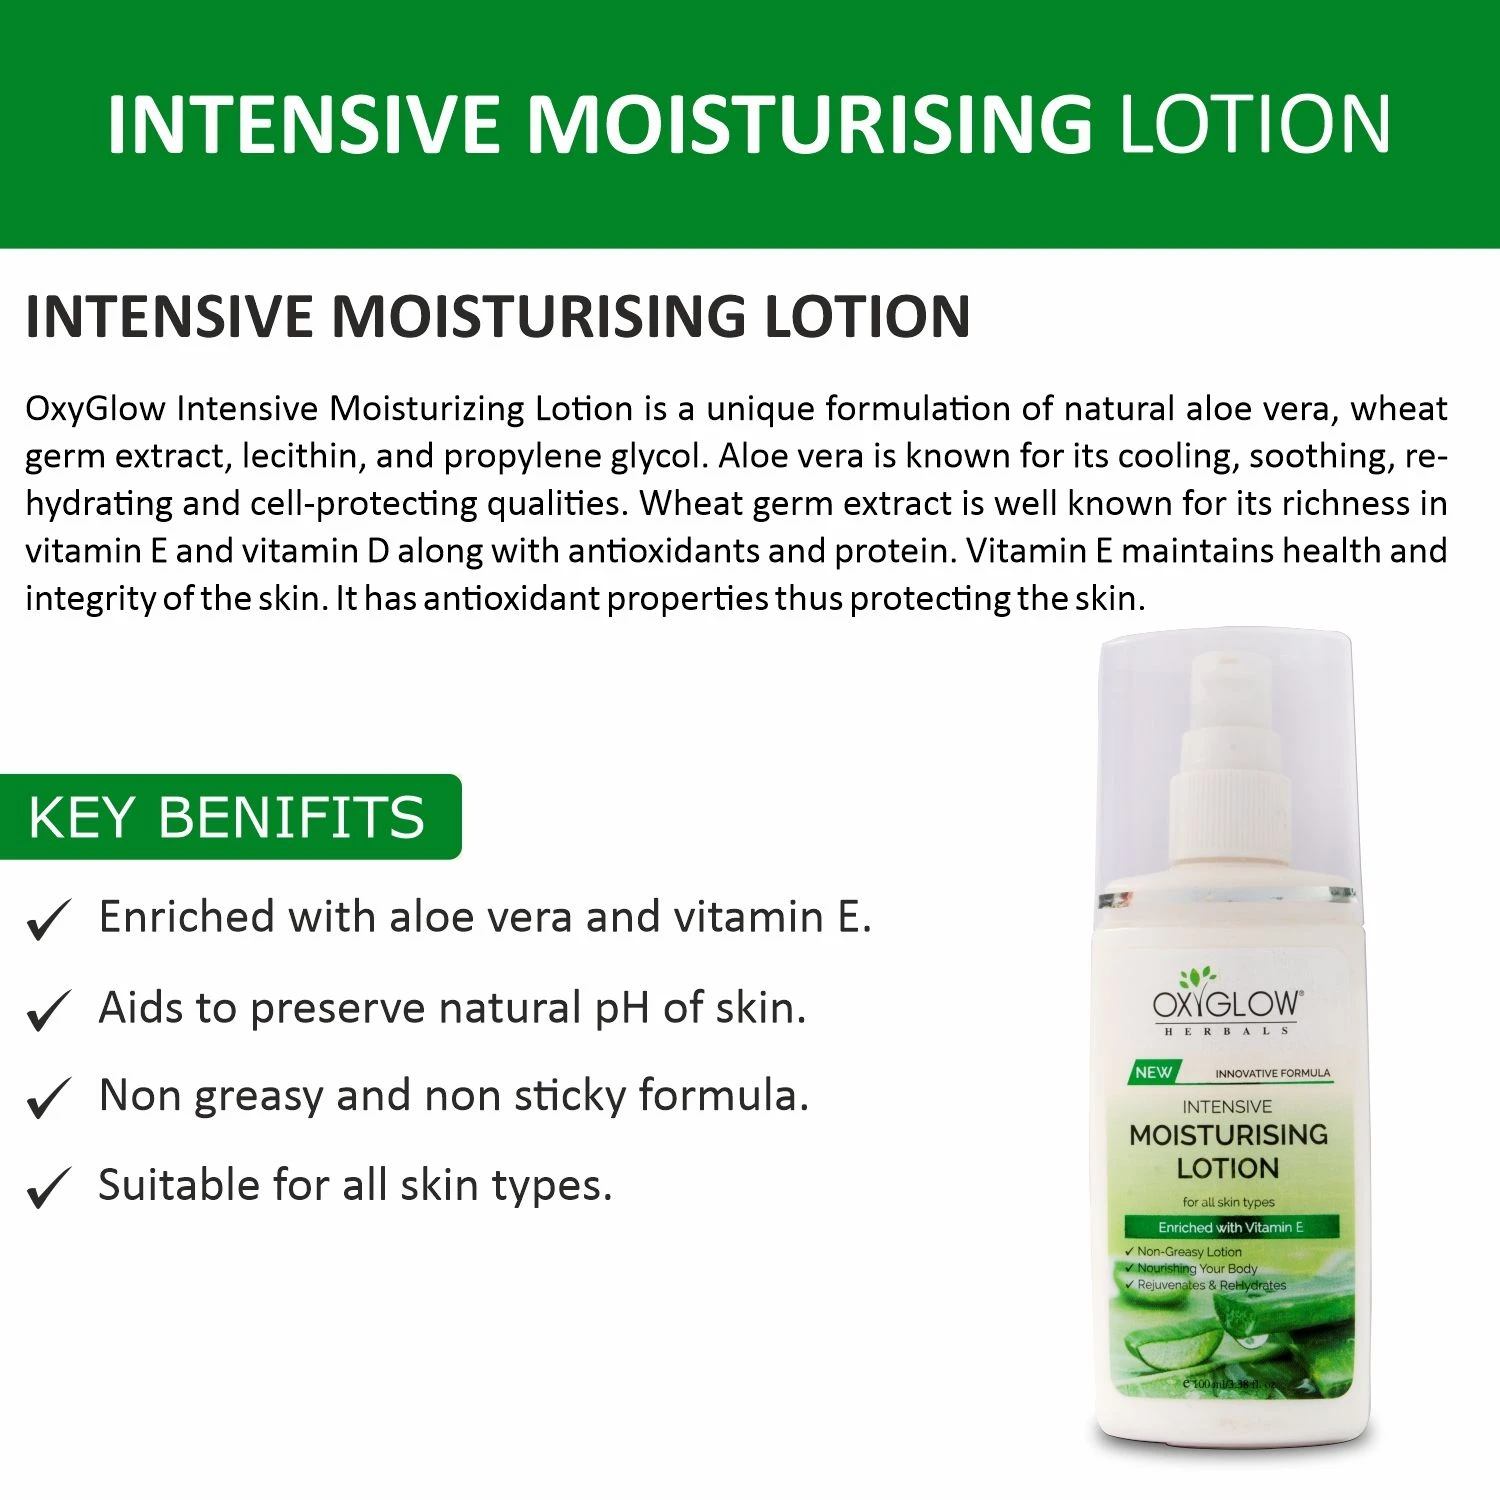 INTENSIVE MOISTURISING LOTION
INTENSIVE MOISTURISING LOTION
OxyGlow Intensive Moisturizing Lotion is a unique formulation of natural aloe vera, wheat
germ extract, lecithin, and propylene glycol. Aloe vera is known for its cooling, soothing, re-
hydrating and cell-protecting qualities. Wheat germ extract is well known for its richness in
vitamin E and vitamin D along with antioxidants and protein. Vitamin E maintains health and
integrity of the skin. It has antioxidant properties thus protecting the skin.
KEY BENIFITS
✓ Enriched with aloe vera and vitamin E.
✓ Aids to preserve natural pH of skin.
✓ Non greasy and non sticky formula.
✓ Suitable for all skin types.
OXYGLOW®
HERBALS
NEW INNOVATIVE FORMULA
INTENSIVE
MOISTURISING
LOTION
for all skin types
Enriched with Vitamin E
✓ Non-Greasy Lotion
✓ Nourishing Your Body
✓ Rejuvenates & ReHydrates
e 100 ml/3.38 fl. oz